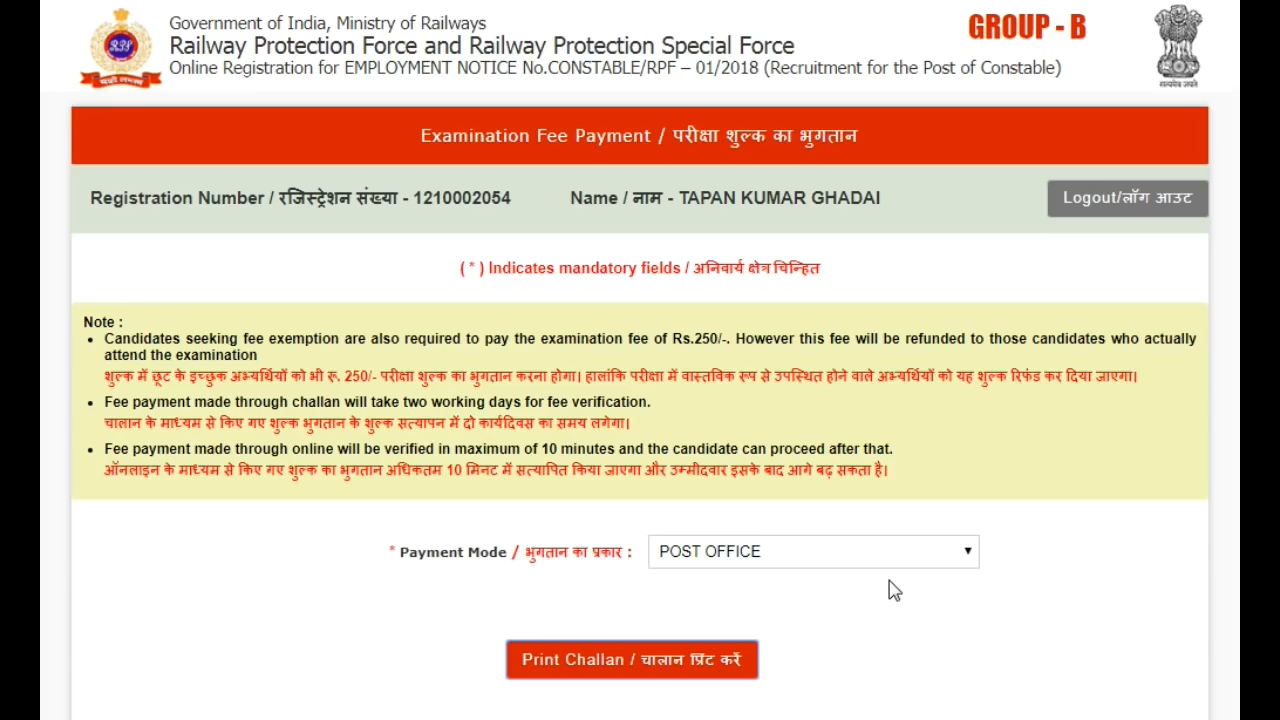 Government of India, Ministry of Railways
GROUP - B
Railway Protection Force and Railway Protection Special Force
Online Registration for EMPLOYMENT NOTICE No.CONSTABLE/RPF – 01/2018 (Recruitment for the Post of Constable)
सत्यमेव जयते
Examination Fee Payment / परीक्षा शुल्क का भुगतान
Registration Number / रजिस्ट्रेशन संख्या - 1210002054 Name / नाम - TAPAN KUMAR GHADAI Logout/लॉग आउट
( * ) Indicates mandatory fields / अनिवार्य क्षेत्र चिन्हित
Note :
• Candidates seeking fee exemption are also required to pay the examination fee of Rs.250/-. However this fee will be refunded to those candidates who actually
attend the examination
शुल्क में छूट के इच्छुक अभ्यर्थियों को भी रू. 250/- परीक्षा शुल्क का भुगतान करना होगा। हालांकि परीक्षा में वास्तविक रूप से उपस्थित होने वाले अभ्यर्थियों को यह शुल्क रिफंड कर दिया जाएगा।
• Fee payment made through challan will take two working days for fee verification.
चालान के माध्यम से किए गए शुल्क भुगतान के शुल्क सत्यापन में दो कार्यदिवस का समय लगेगा।
• Fee payment made through online will be verified in maximum of 10 minutes and the candidate can proceed after that.
ऑनलाइन के माध्यम से किए गए शुल्क का भुगतान अधिकतम 10 मिनट में सत्यापित किया जाएगा और उम्मीदवार इसके बाद आगे बढ़ सकता है।
* Payment Mode / भुगतान का प्रकार : POST OFFICE
Print Challan / चालान प्रिंट करें